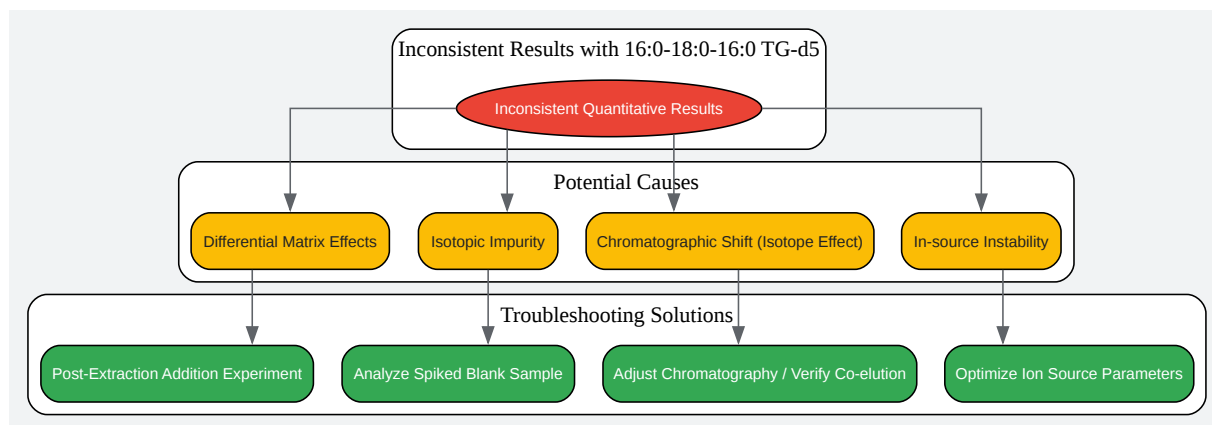 Inconsistent Results with 16:0-18:0-16:0 TG-d5
Inconsistent Quantitative Results
Potential Causes
Differential Matrix Effects
Isotopic Impurity
Chromatographic Shift (Isotope Effect)
In-source Instability
Troubleshooting Solutions
Post-Extraction Addition Experiment
Analyze Spiked Blank Sample
Adjust Chromatography / Verify Co-elution
Optimize Ion Source Parameters